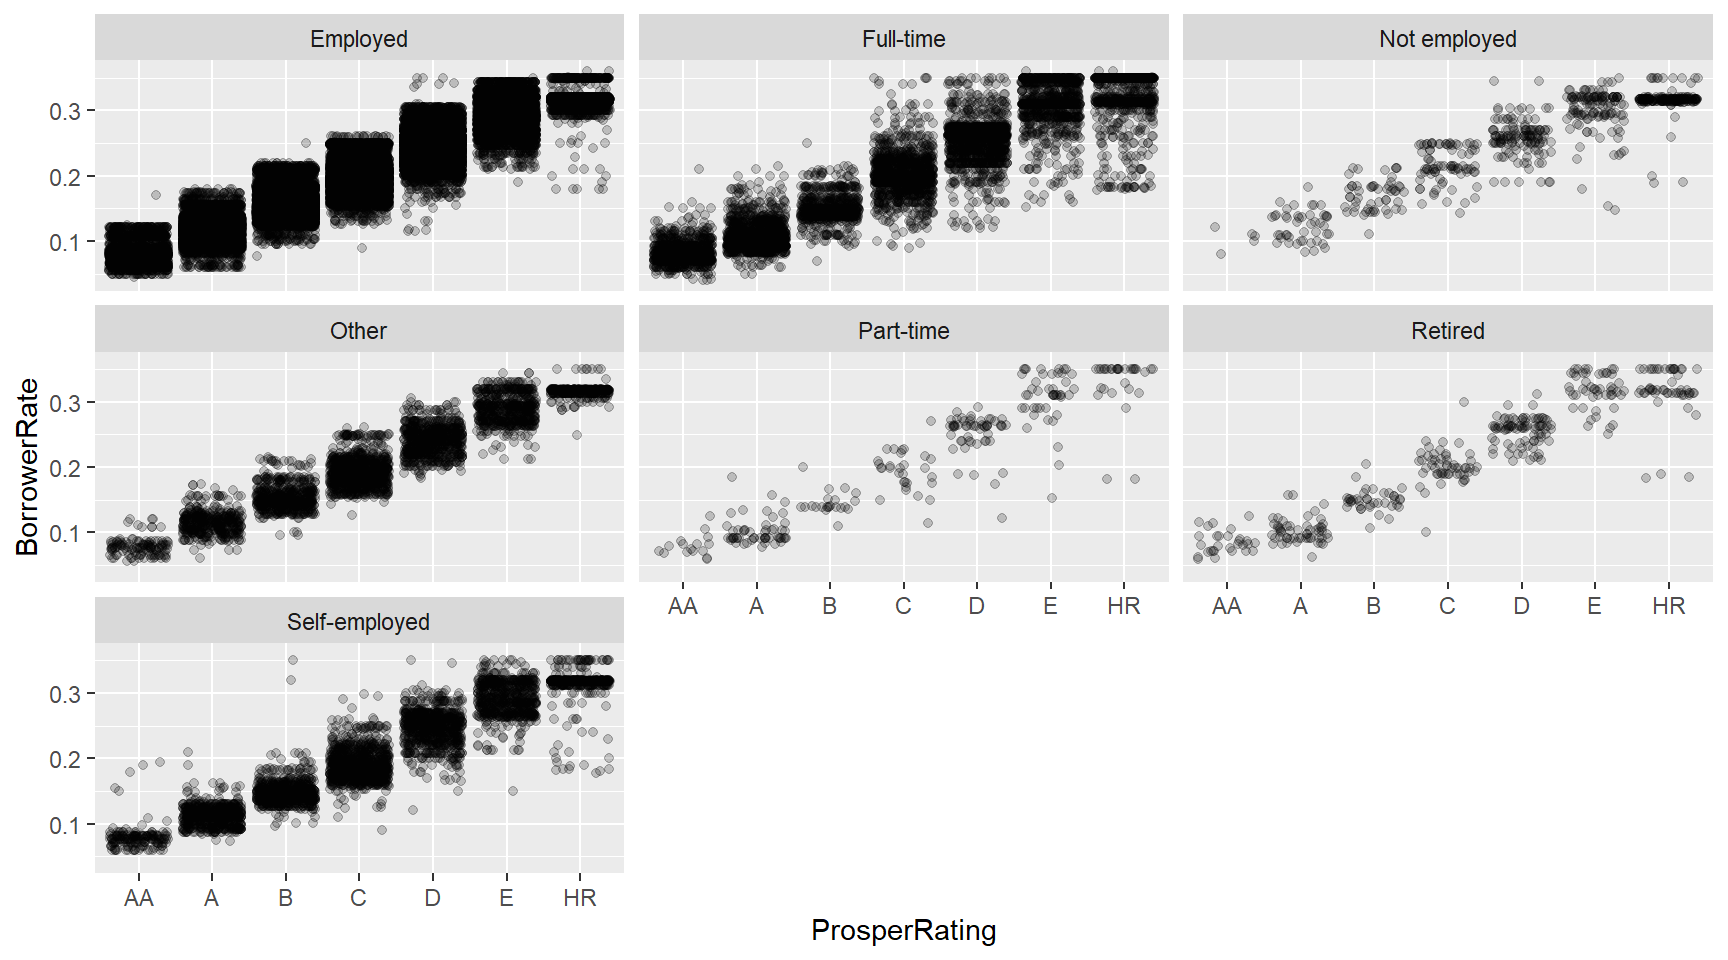 Employed
Full-time
Not employed
0.3
0.2
0.1
Other
Part-time
Retired
BorrowerRate
0.3
0.2
0.1
AA A B C D E HR
AA A B C D E HR
Self-employed
0.3
0.2
0.1
AA A B C D E HR
ProsperRating